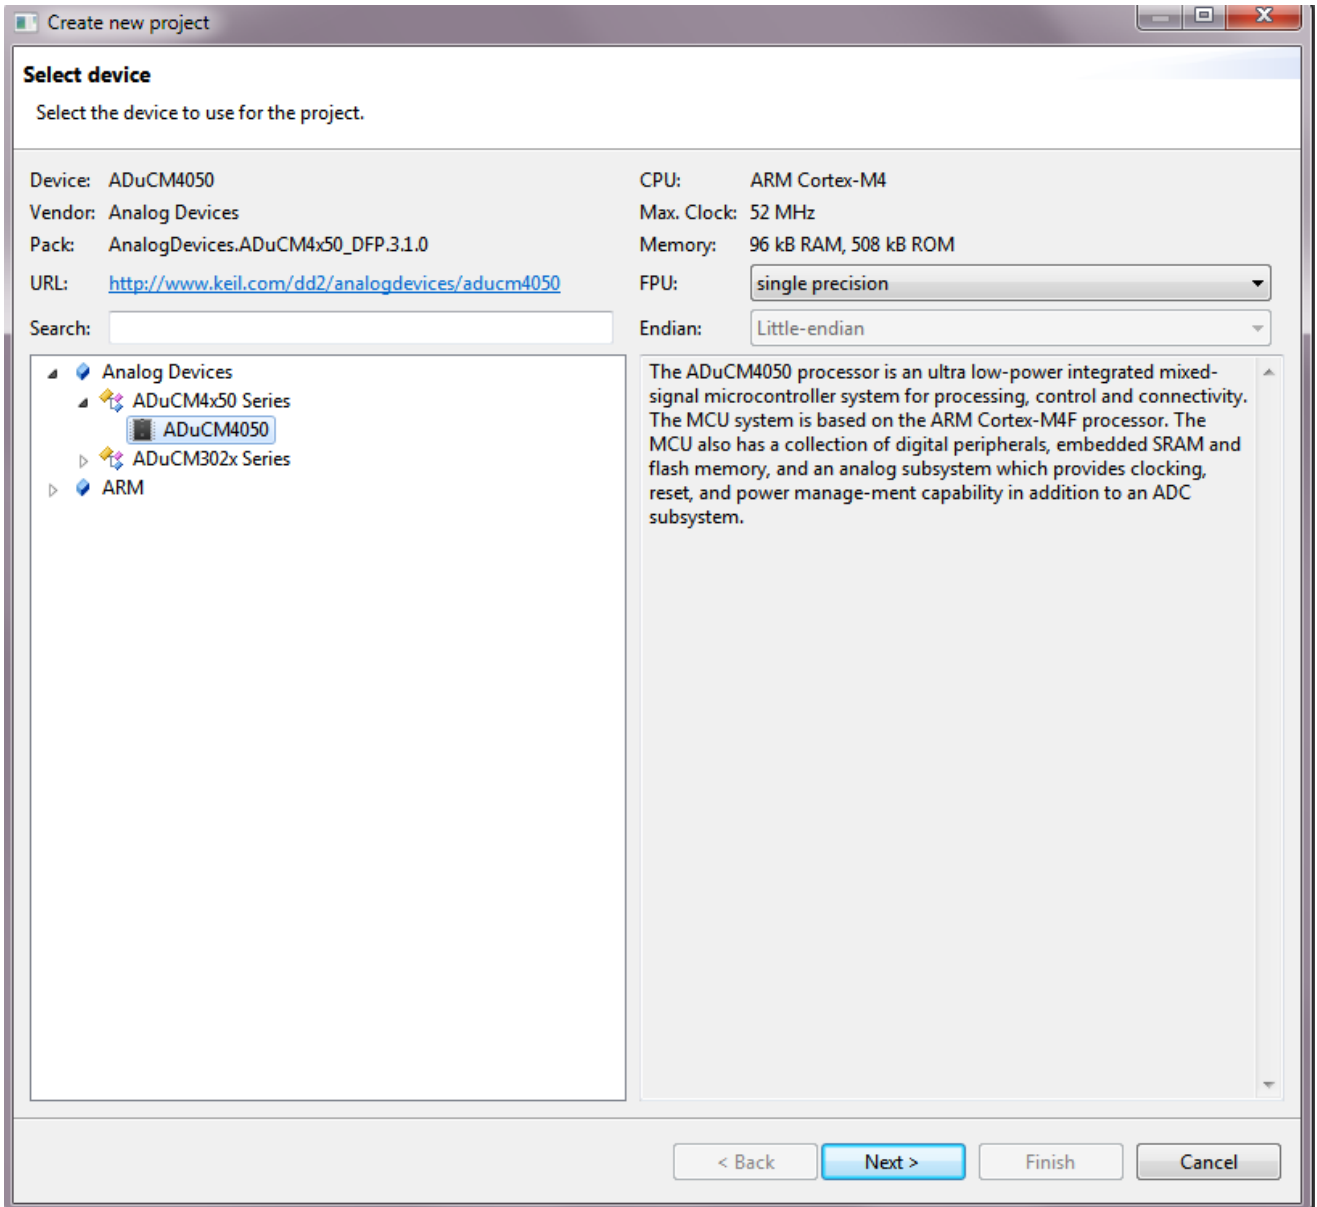 Create new project
Select device
Select the device to use for the project.
Device: ADuCM4050
CPU: ARM Cortex-M4
Vendor: Analog Devices
Max. Clock: 52 MHz
Pack: AnalogDevices.ADuCM4x50_DFP.3.1.0
Memory: 96 kB RAM, 508 kB ROM
URL: http://www.keil.com/dd2/analogdevices/aducm4050
FPU: single precision
Search:
Endian: Little-endian
Analog Devices
ADuCM4x50 Series
ADuCM4050
ADuCM302x Series
ARM
The ADuCM4050 processor is an ultra low-power integrated mixed-
signal microcontroller system for processing, control and connectivity.
The MCU system is based on the ARM Cortex-M4F processor. The
MCU also has a collection of digital peripherals, embedded SRAM and
flash memory, and an analog subsystem which provides clocking,
reset, and power manage-ment capability in addition to an ADC
subsystem.
< Back
Next >
Finish
Cancel